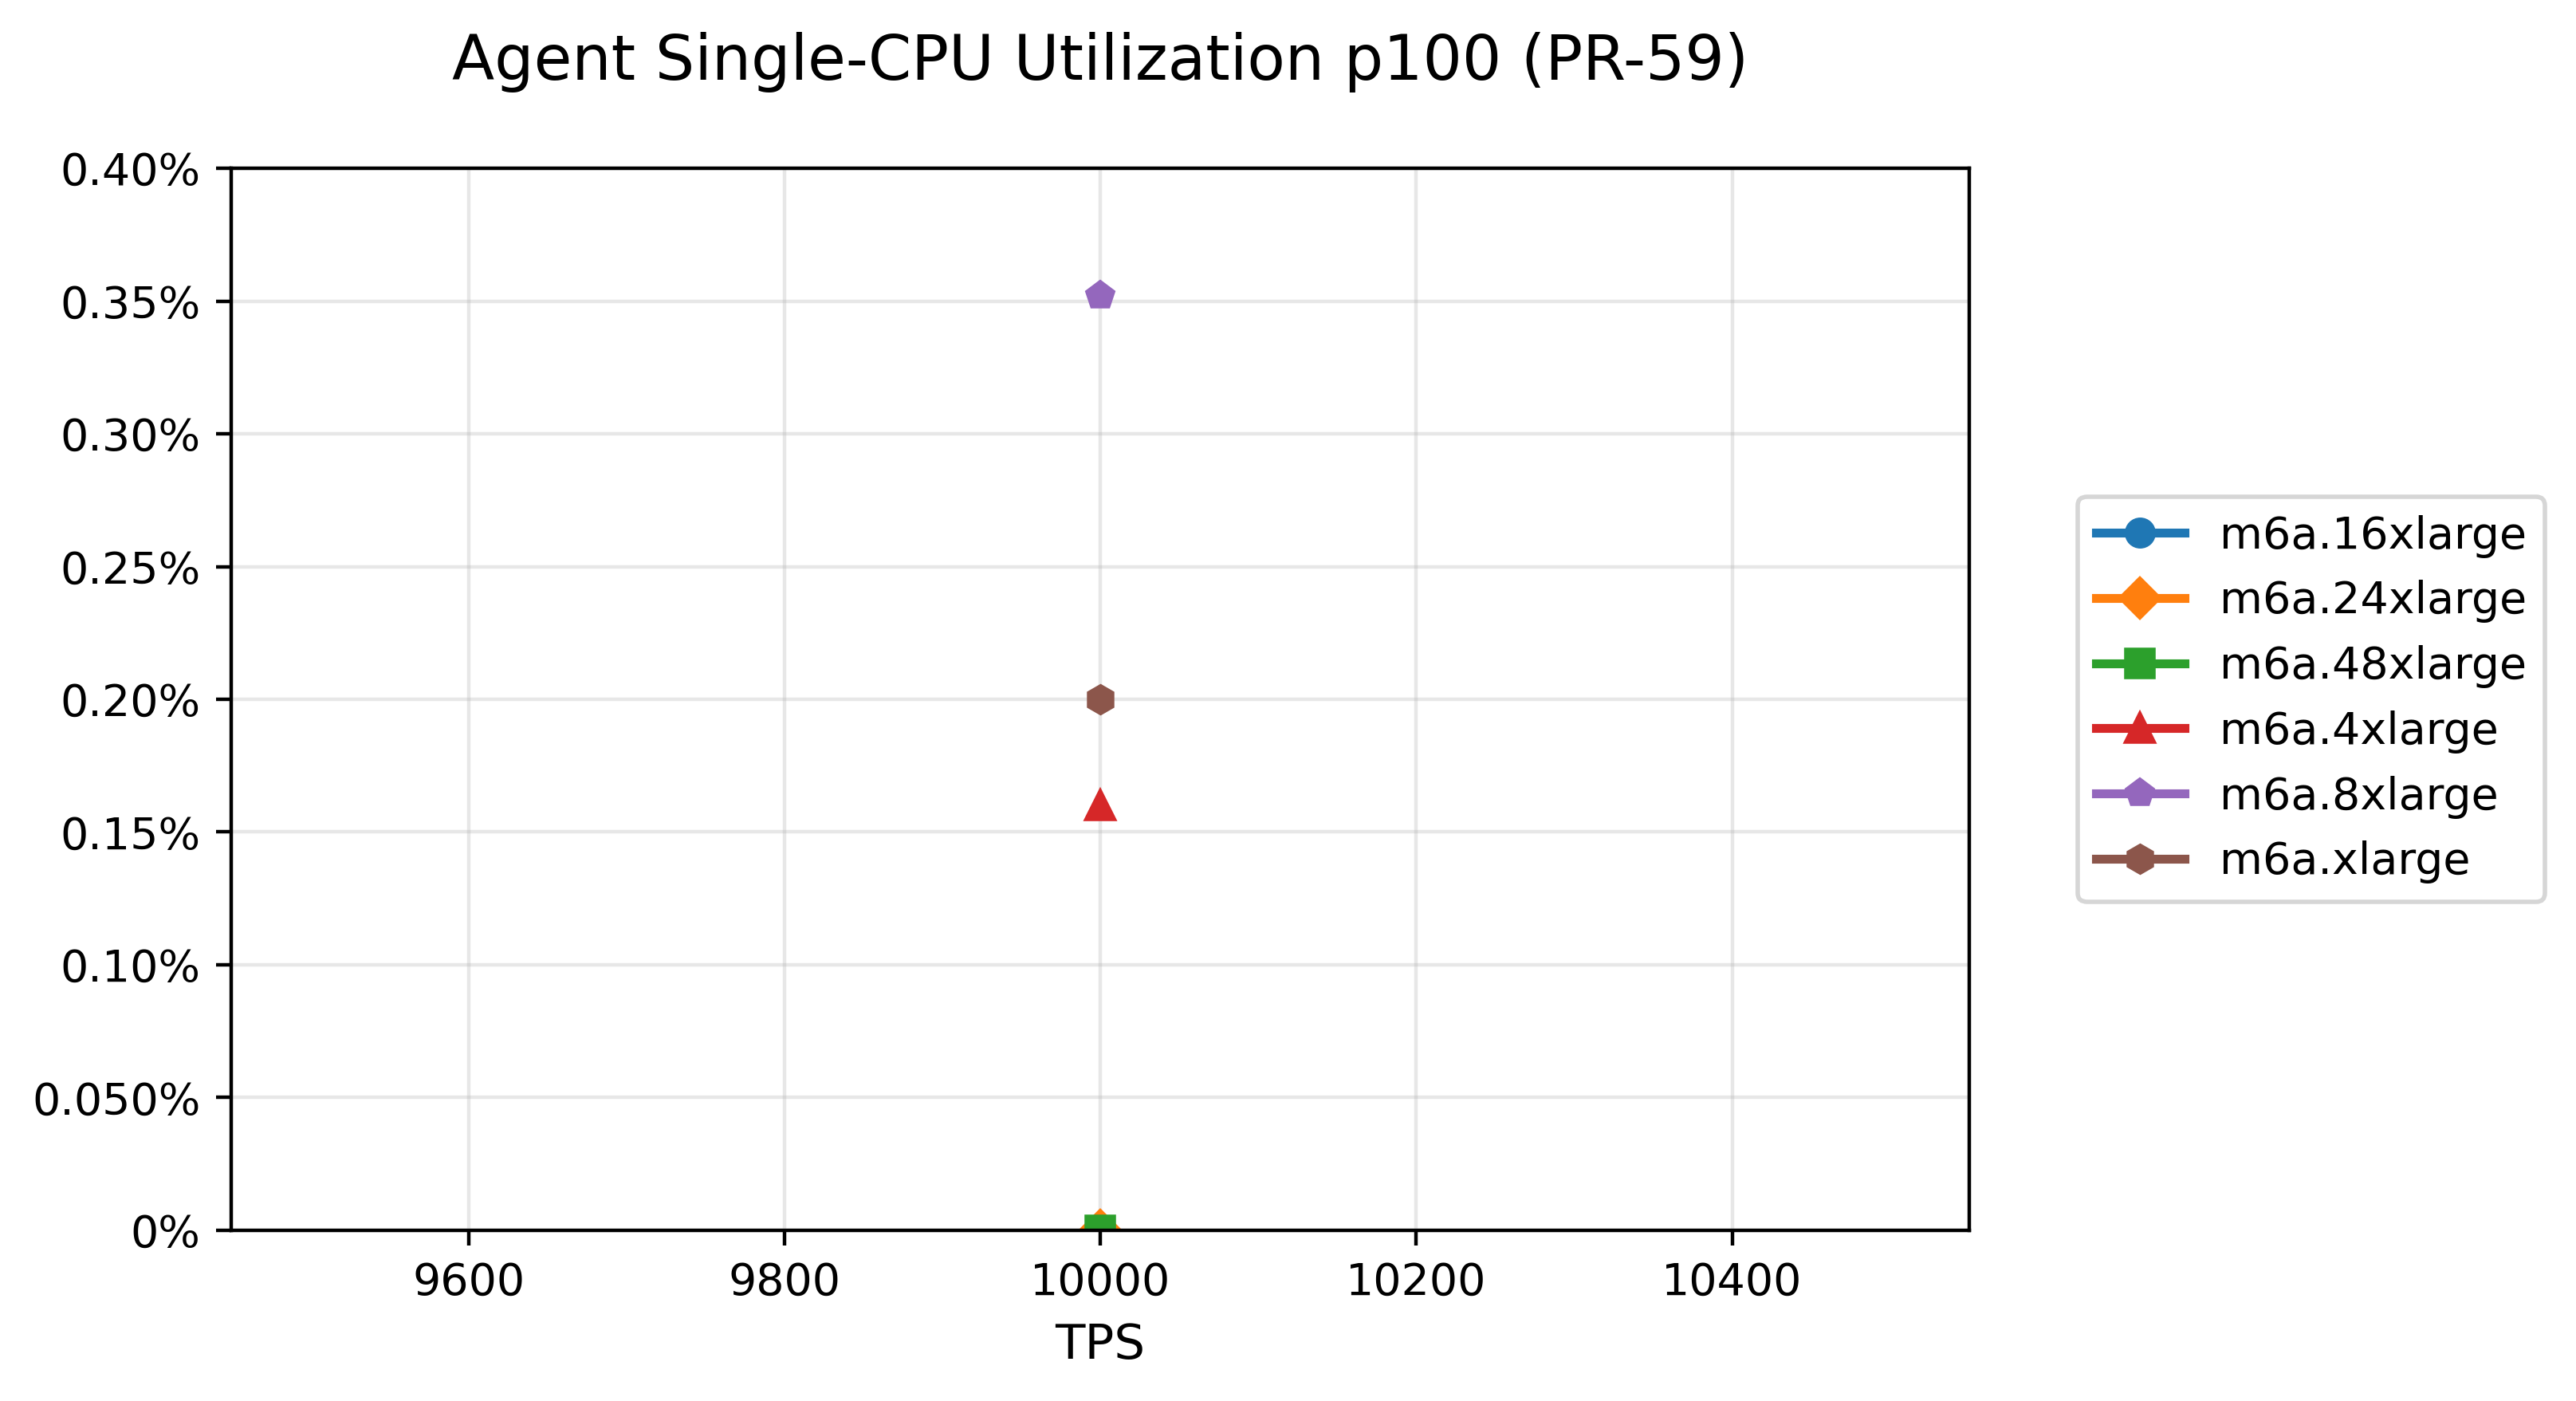 Agent Single-CPU Utilization p100 (PR-59)
0.40%
0.35%
0.30%
0.25%
0.20%
0.15%
0.10%
0.050%
0%
9600 9800 10000 10200 10400
TPS
m6a.16xlarge
m6a.24xlarge
m6a.48xlarge
m6a.4xlarge
m6a.8xlarge
m6a.xlarge